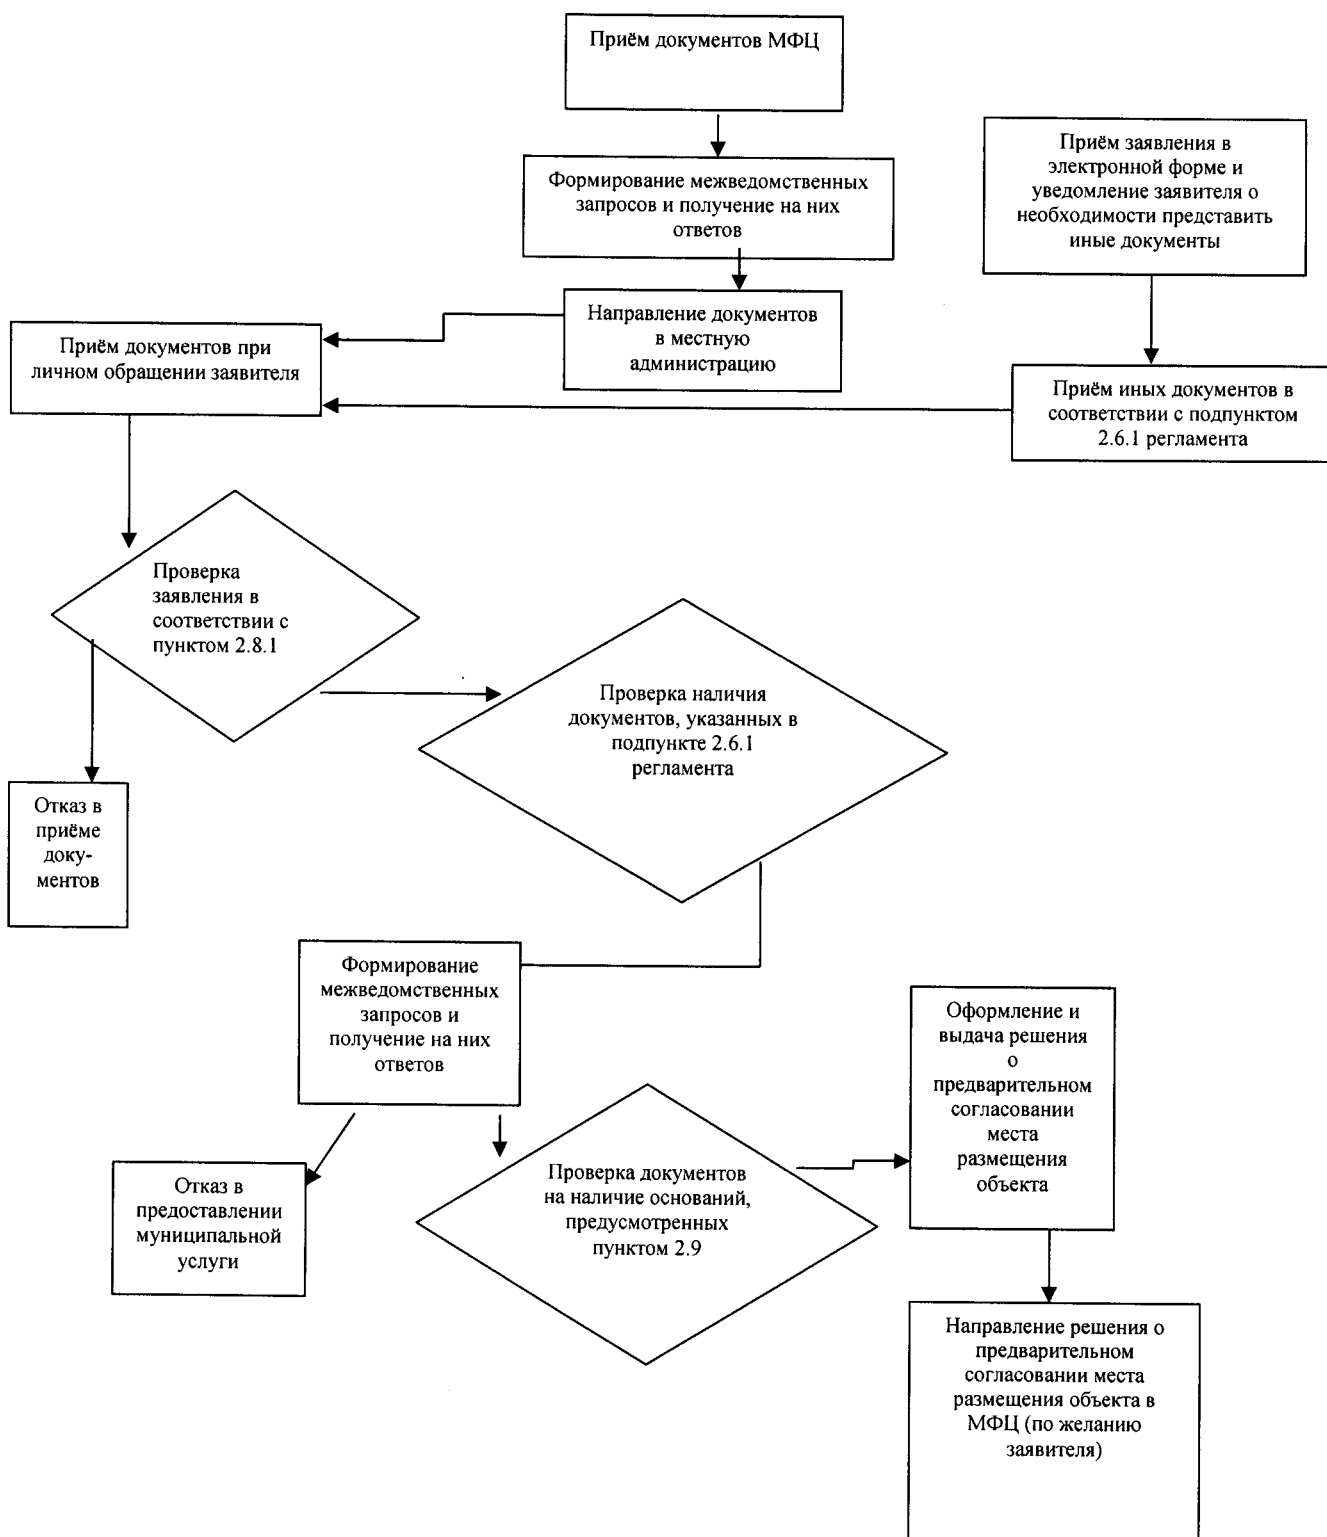 Приём документов МФЦ
Приём заявления в
электронной форме и
уведомление заявителя о
необходимости представить
иные документы
Формирование межведомственных
запросов и получение на них
ответов
Направление документов
в местную
администрацию
Приём документов при
личном обращении заявителя
Приём иных документов в
соответствии с подпунктом
2.6.1 регламента
Проверка
заявления в
соответствии с
пунктом 2.8.1
Проверка наличия
документов, указанных в
подпункте 2.6.1
регламента
Отказ в
приёме
доку-
ментов
Формирование
межведомственных
запросов и
получение на них
ответов
Оформление и
выдача решения
о
предварительном
согласовании
места
размещения
объекта
Отказ в
предоставлении
муниципальной
услуги
Проверка документов
на наличие оснований,
предусмотренных
пунктом 2.9
Направление решения о
предварительном
согласовании места
размещения объекта в
МФЦ (по желанию
заявителя)